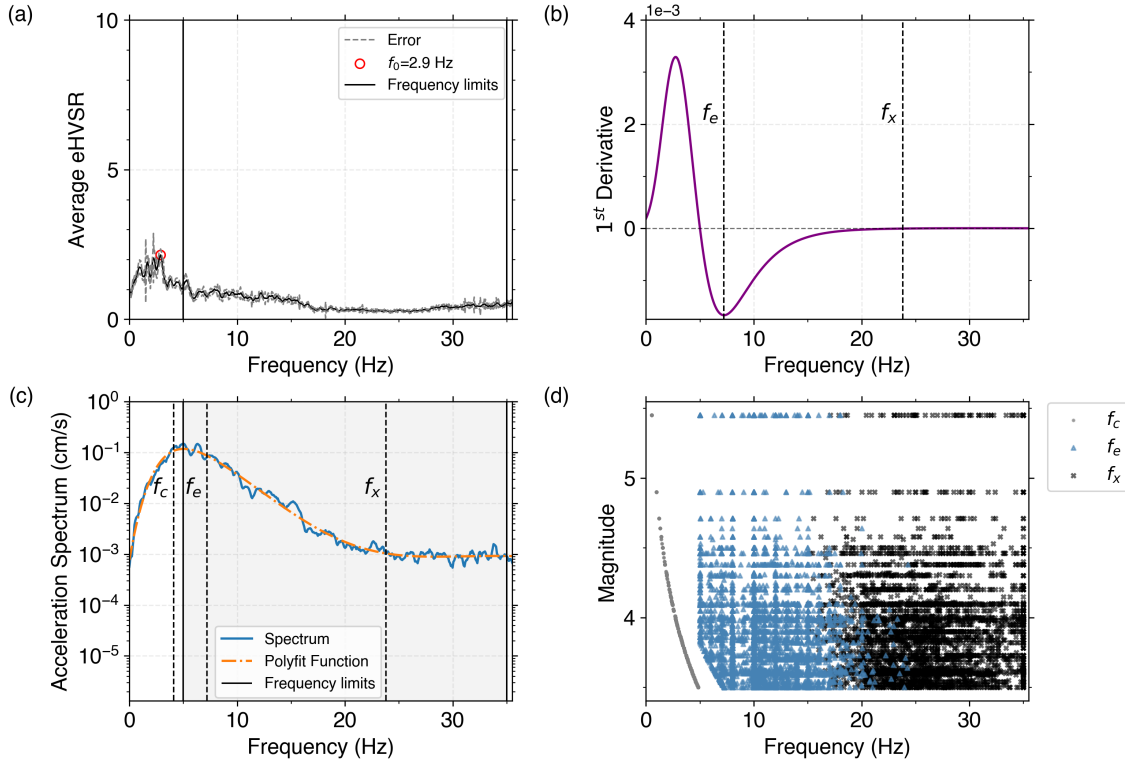 (a)
10
5
0
0
10
20
30
Average eHVSR
Frequency (Hz)
Error
f0=2.9 Hz
Frequency limits
(b)
1e−3
4
2
0
0
10
20
30
1st Derivative
Frequency (Hz)
fe
fx
(c)
10^0
10^−1
10^−2
10^−3
10^−4
10^−5
0
10
20
30
Acceleration Spectrum (cm/s)
Frequency (Hz)
fc
fe
fx
Spectrum
Polyfit Function
Frequency limits
(d)
5
4
0
10
20
30
Magnitude
Frequency (Hz)
fc
fe
fx